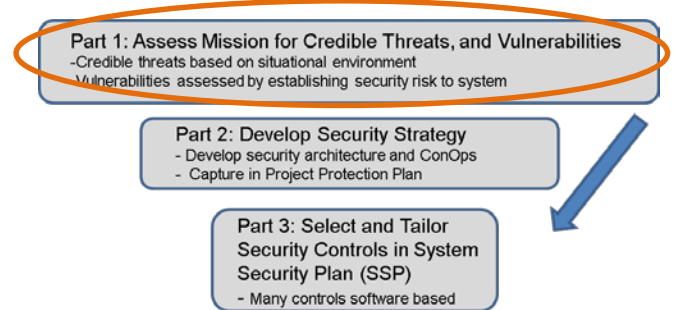 Part 1: Assess Mission for Credible Threats, and Vulnerabilities
-Credible threats based on situational environment
-Vulnerabilities assessed by establishing security risk to system
Part 2: Develop Security Strategy
- Develop security architecture and ConOps
- Capture in Project Protection Plan
Part 3: Select and Tailor
Security Controls in System
Security Plan (SSP)
- Many controls software based